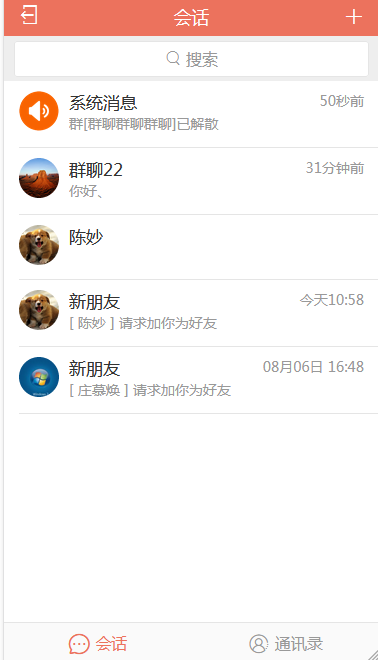 会话
搜索
系统消息 50秒前
群[群聊群聊群聊]已解散
群聊22 31分钟前
你好、
陈妙
新朋友 今天10:58
[ 陈妙 ] 请求加你为好友
新朋友 08月06日 16:48
[ 庄慕焕 ] 请求加你为好友
会话 通讯录